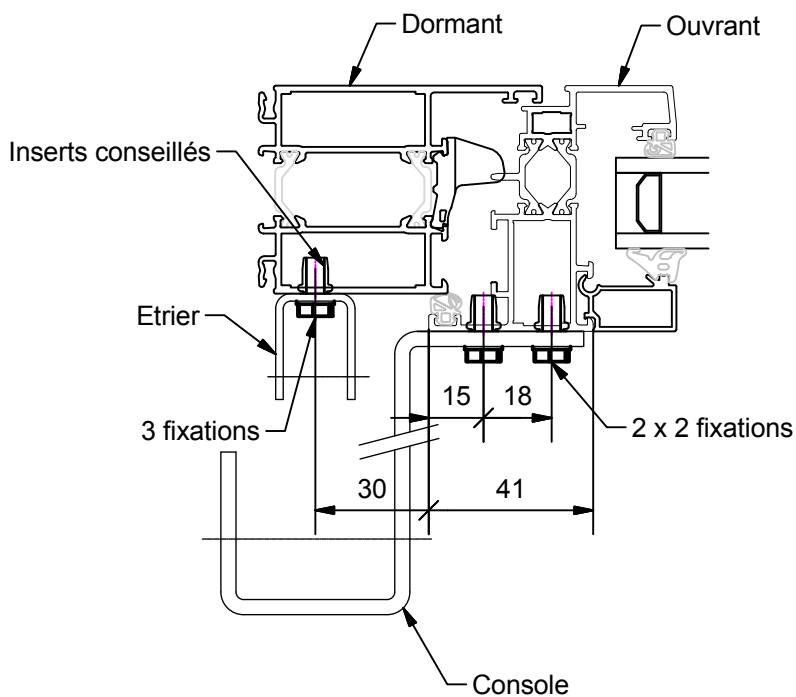 Dormant
Ouvrant
Inserts conseillés
Etrier
15
18
3 fixations
2 x 2 fixations
30
41
Console